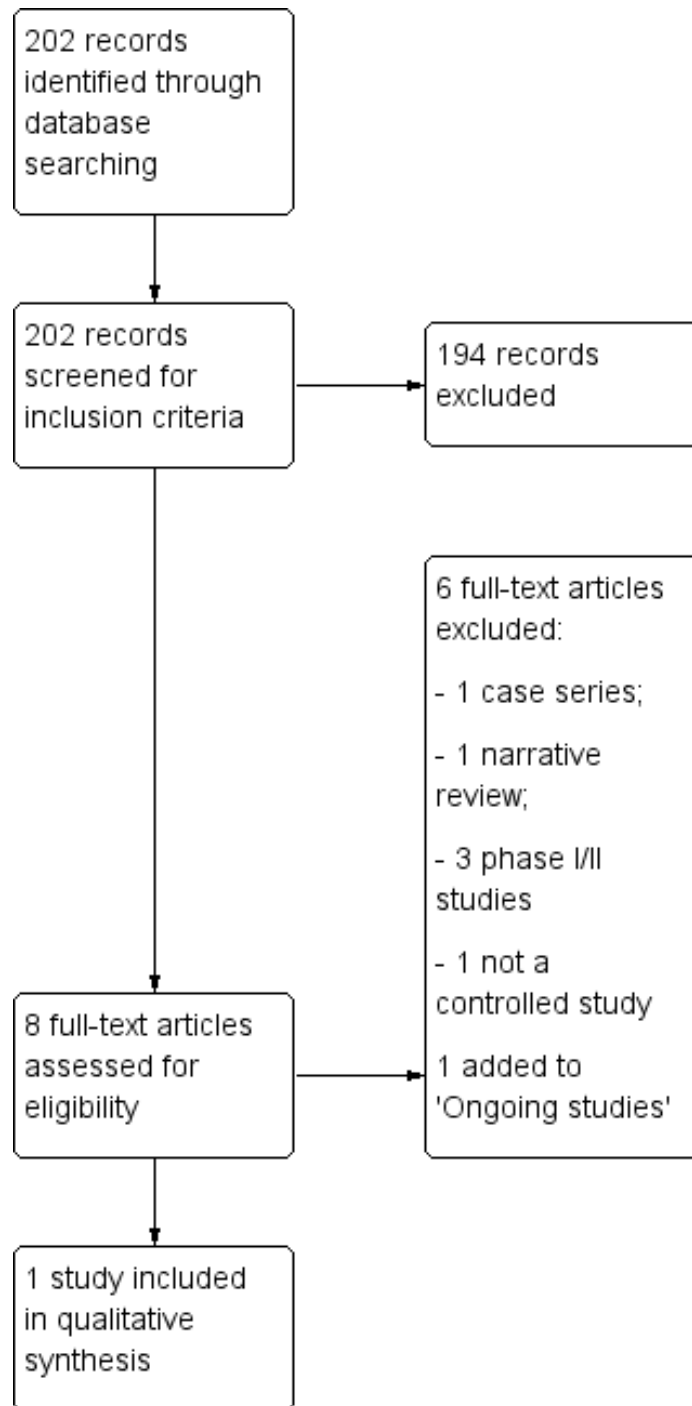 202 records
identified through
database
searching
202 records
screened for
inclusion criteria
194 records
excluded
6 full-text articles
excluded:
- 1 case series;
- 1 narrative
review;
- 3 phase I/II
studies
- 1 not a
controlled study
1 added to
'Ongoing studies'
8 full-text articles
assessed for
eligibility
1 study included
in qualitative
synthesis